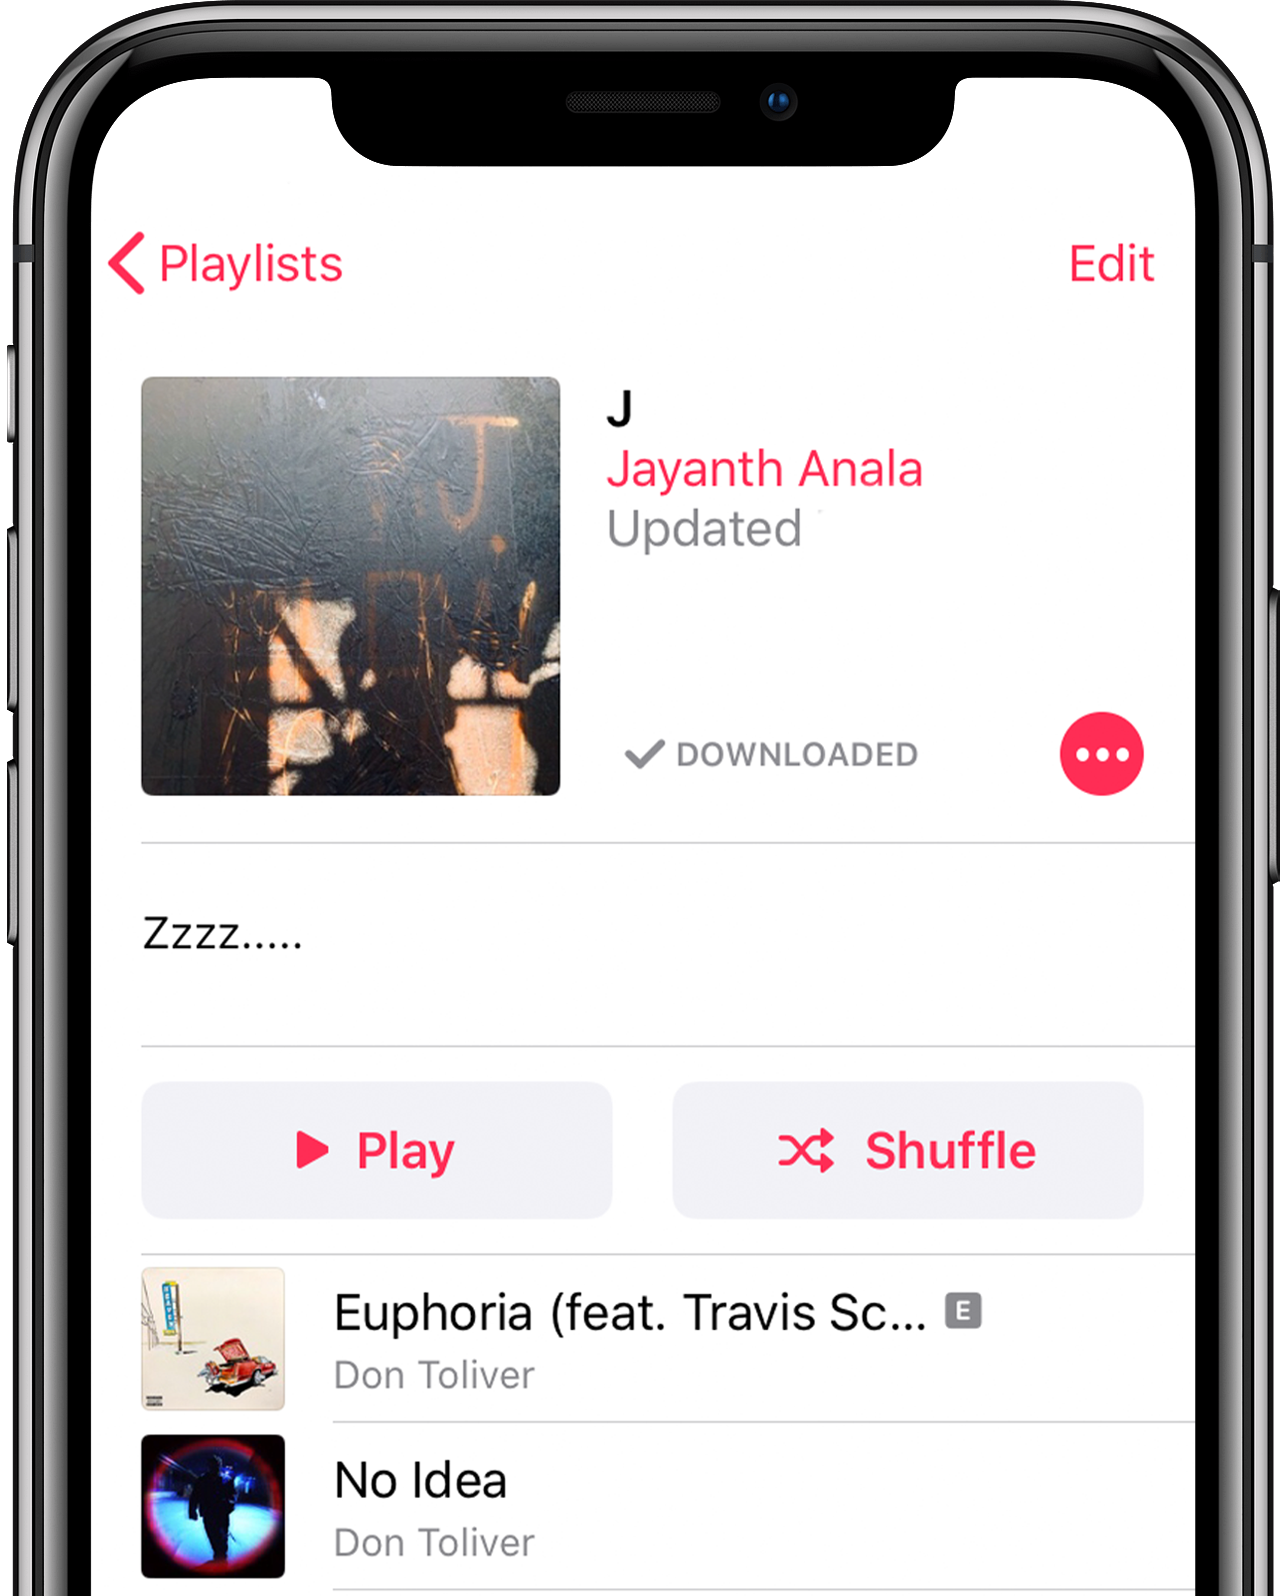 Playlists
Edit
J
Jayanth Anala
Updated
DOWNLOADED
Zzzz.....
Play
Shuffle
Euphoria (feat. Travis Sc... E
Don Toliver
No Idea
Don Toliver
J